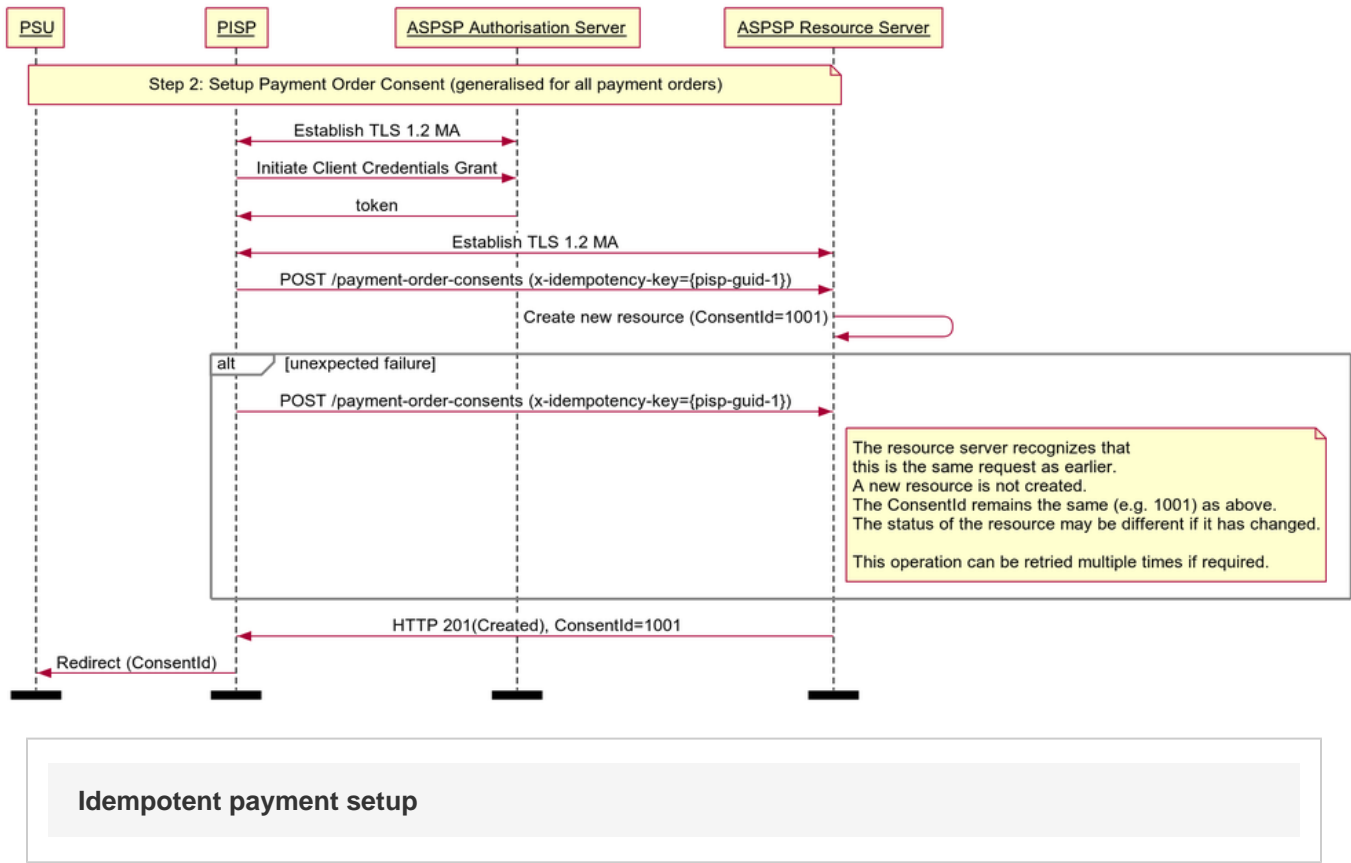 PSU
PISP
ASPSP Authorisation Server
ASPSP Resource Server
Step 2: Setup Payment Order Consent (generalised for all payment orders)
Establish TLS 1.2 MA
Initiate Client Credentials Grant
token
Establish TLS 1.2 MA
POST /payment-order-consents (x-idempotency-key={pisp-guid-1})
Create new resource (ConsentId=1001)
alt
[unexpected failure]
POST /payment-order-consents (x-idempotency-key={pisp-guid-1})
The resource server recognizes that
this is the same request as earlier.
A new resource is not created.
The ConsentId remains the same (e.g. 1001) as above.
The status of the resource may be different if it has changed.
This operation can be retried multiple times if required.
HTTP 201(Created), ConsentId=1001
Redirect (ConsentId)
Idempotent payment setup